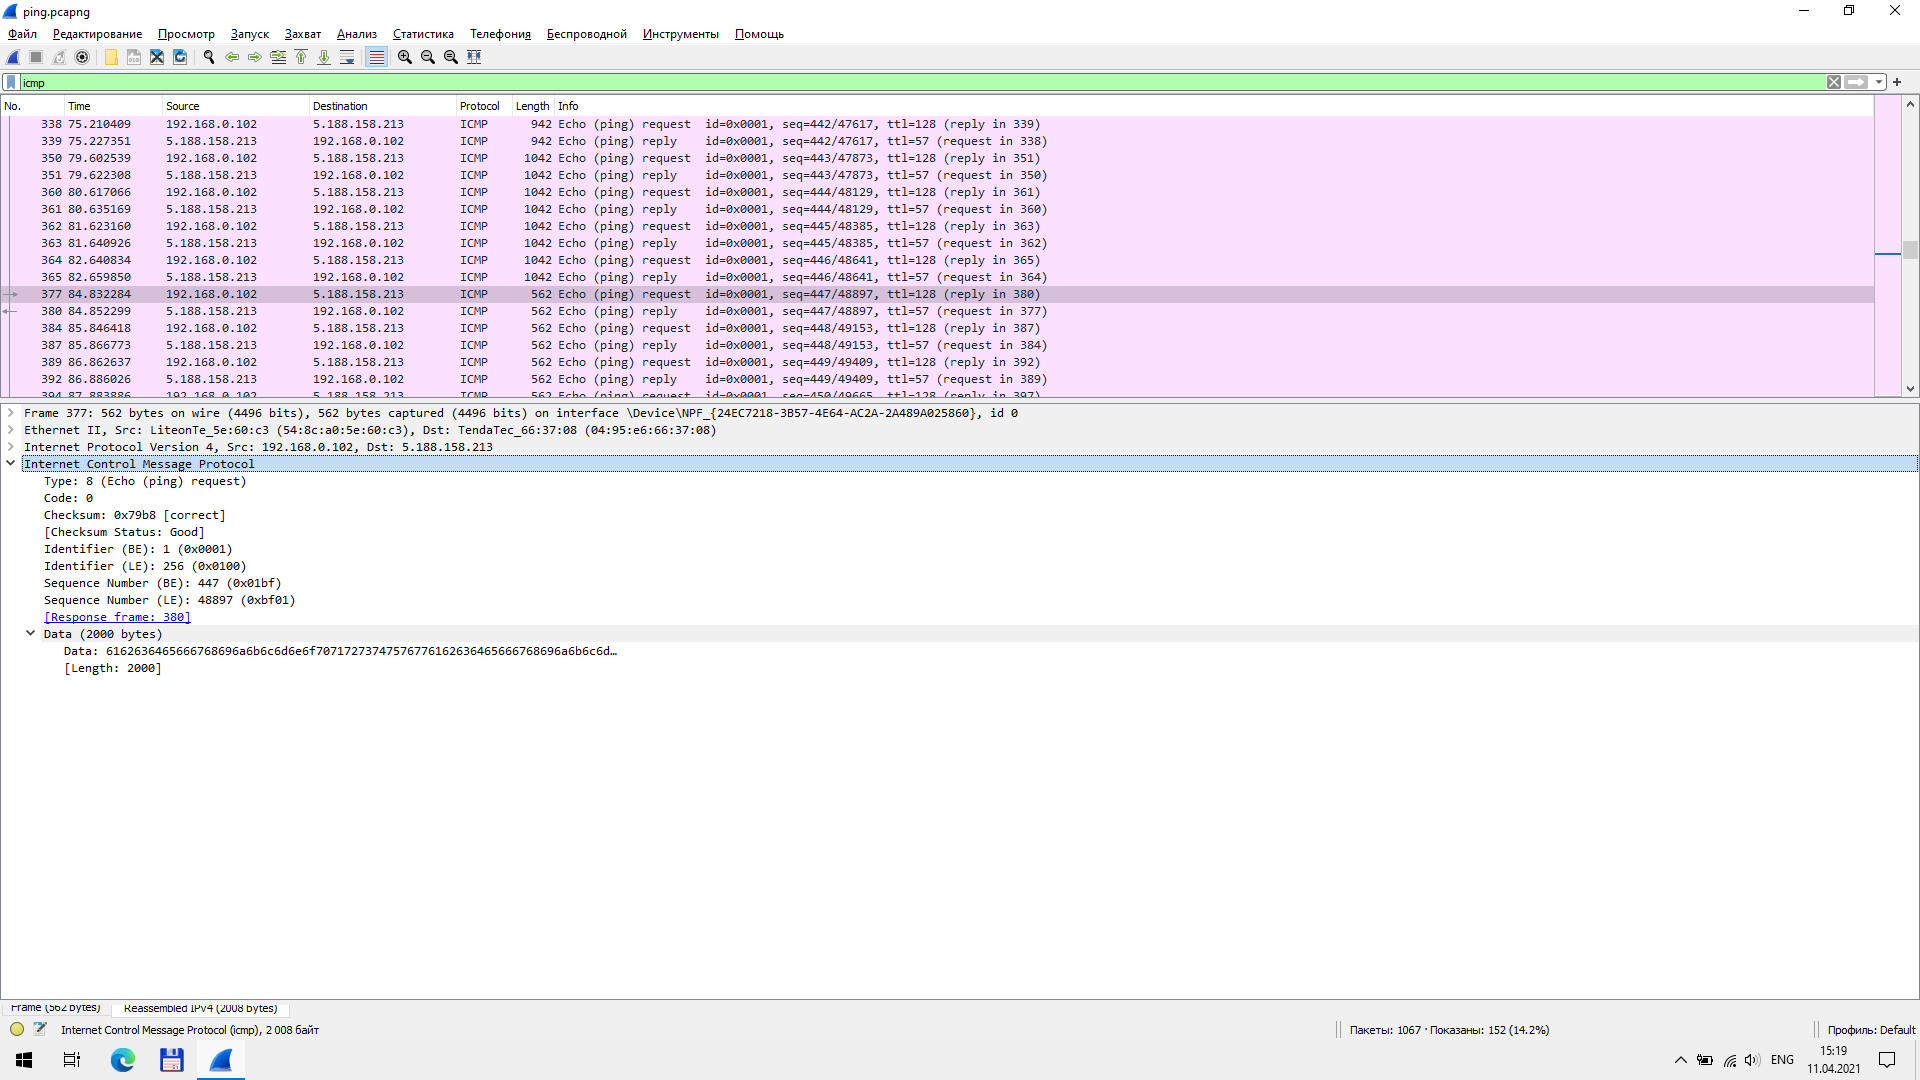 ping.pcapng
Файл Редактирование Просмотр Запуск Захват Анализ Статистика Телефония Беспроводной Инструменты Помощь
icmp
No. Time Source Destination Protocol Length Info
338 75.210409 192.168.0.102 5.188.158.213 ICMP 942 Echo (ping) request id=0x0001, seq=442/47617, ttl=128 (reply in 339)
339 75.227351 5.188.158.213 192.168.0.102 ICMP 942 Echo (ping) reply id=0x0001, seq=442/47617, ttl=57 (request in 338)
350 79.602539 192.168.0.102 5.188.158.213 ICMP 1042 Echo (ping) request id=0x0001, seq=443/47873, ttl=128 (reply in 351)
351 79.622308 5.188.158.213 192.168.0.102 ICMP 1042 Echo (ping) reply id=0x0001, seq=443/47873, ttl=57 (request in 350)
360 80.617066 192.168.0.102 5.188.158.213 ICMP 1042 Echo (ping) request id=0x0001, seq=444/48129, ttl=128 (reply in 361)
361 80.635169 5.188.158.213 192.168.0.102 ICMP 1042 Echo (ping) reply id=0x0001, seq=444/48129, ttl=57 (request in 360)
362 81.623160 192.168.0.102 5.188.158.213 ICMP 1042 Echo (ping) request id=0x0001, seq=445/48385, ttl=128 (reply in 363)
363 81.640926 5.188.158.213 192.168.0.102 ICMP 1042 Echo (ping) reply id=0x0001, seq=445/48385, ttl=57 (request in 362)
364 82.640834 192.168.0.102 5.188.158.213 ICMP 1042 Echo (ping) request id=0x0001, seq=446/48641, ttl=128 (reply in 365)
365 82.659850 5.188.158.213 192.168.0.102 ICMP 1042 Echo (ping) reply id=0x0001, seq=446/48641, ttl=57 (request in 364)
377 84.832284 192.168.0.102 5.188.158.213 ICMP 562 Echo (ping) request id=0x0001, seq=447/48897, ttl=128 (reply in 380)
380 84.852299 5.188.158.213 192.168.0.102 ICMP 562 Echo (ping) reply id=0x0001, seq=447/48897, ttl=57 (request in 377)
384 85.846418 192.168.0.102 5.188.158.213 ICMP 562 Echo (ping) request id=0x0001, seq=448/49153, ttl=128 (reply in 387)
387 85.866773 5.188.158.213 192.168.0.102 ICMP 562 Echo (ping) reply id=0x0001, seq=448/49153, ttl=57 (request in 384)
389 86.862637 192.168.0.102 5.188.158.213 ICMP 562 Echo (ping) request id=0x0001, seq=449/49409, ttl=128 (reply in 392)
392 86.886026 5.188.158.213 192.168.0.102 ICMP 562 Echo (ping) reply id=0x0001, seq=449/49409, ttl=57 (request in 389)
394 87.883886 192.168.0.102 5.188.158.213 ICMP 562 Echo (ping) request id=0x0001, seq=450/49665, ttl=128
Frame 377: 562 bytes on wire (4496 bits), 562 bytes captured (4496 bits) on interface \Device\NPF_{24EC7218-3B57-4E64-AC2A-2A489A025860}, id 0
Ethernet II, Src: LiteonTe_5e:60:c3 (54:8c:a0:5e:60:c3), Dst: TendaTec_66:37:08 (04:95:e6:66:37:08)
Internet Protocol Version 4, Src: 192.168.0.102, Dst: 5.188.158.213
Internet Control Message Protocol
Type: 8 (Echo (ping) request)
Code: 0
Checksum: 0x79b8 [correct]
[Checksum Status: Good]
Identifier (BE): 1 (0x0001)
Identifier (LE): 256 (0x0100)
Sequence Number (BE): 447 (0x01bf)
Sequence Number (LE): 48897 (0xbf01)
[Response frame: 380]
Data (2000 bytes)
Data: 6162636465666768696a6b6c6d6e6f7071727374757677616263646566676869​6a6b6c6d…
[Length: 2000]
Frame (562 bytes) Reassembled IPv4 (2008 bytes)
Internet Control Message Protocol (icmp), 2 008 байт Пакеты: 1067 · Показаны: 152 (14.2%) Профиль: Default
ENG 15:19
11.04.2021